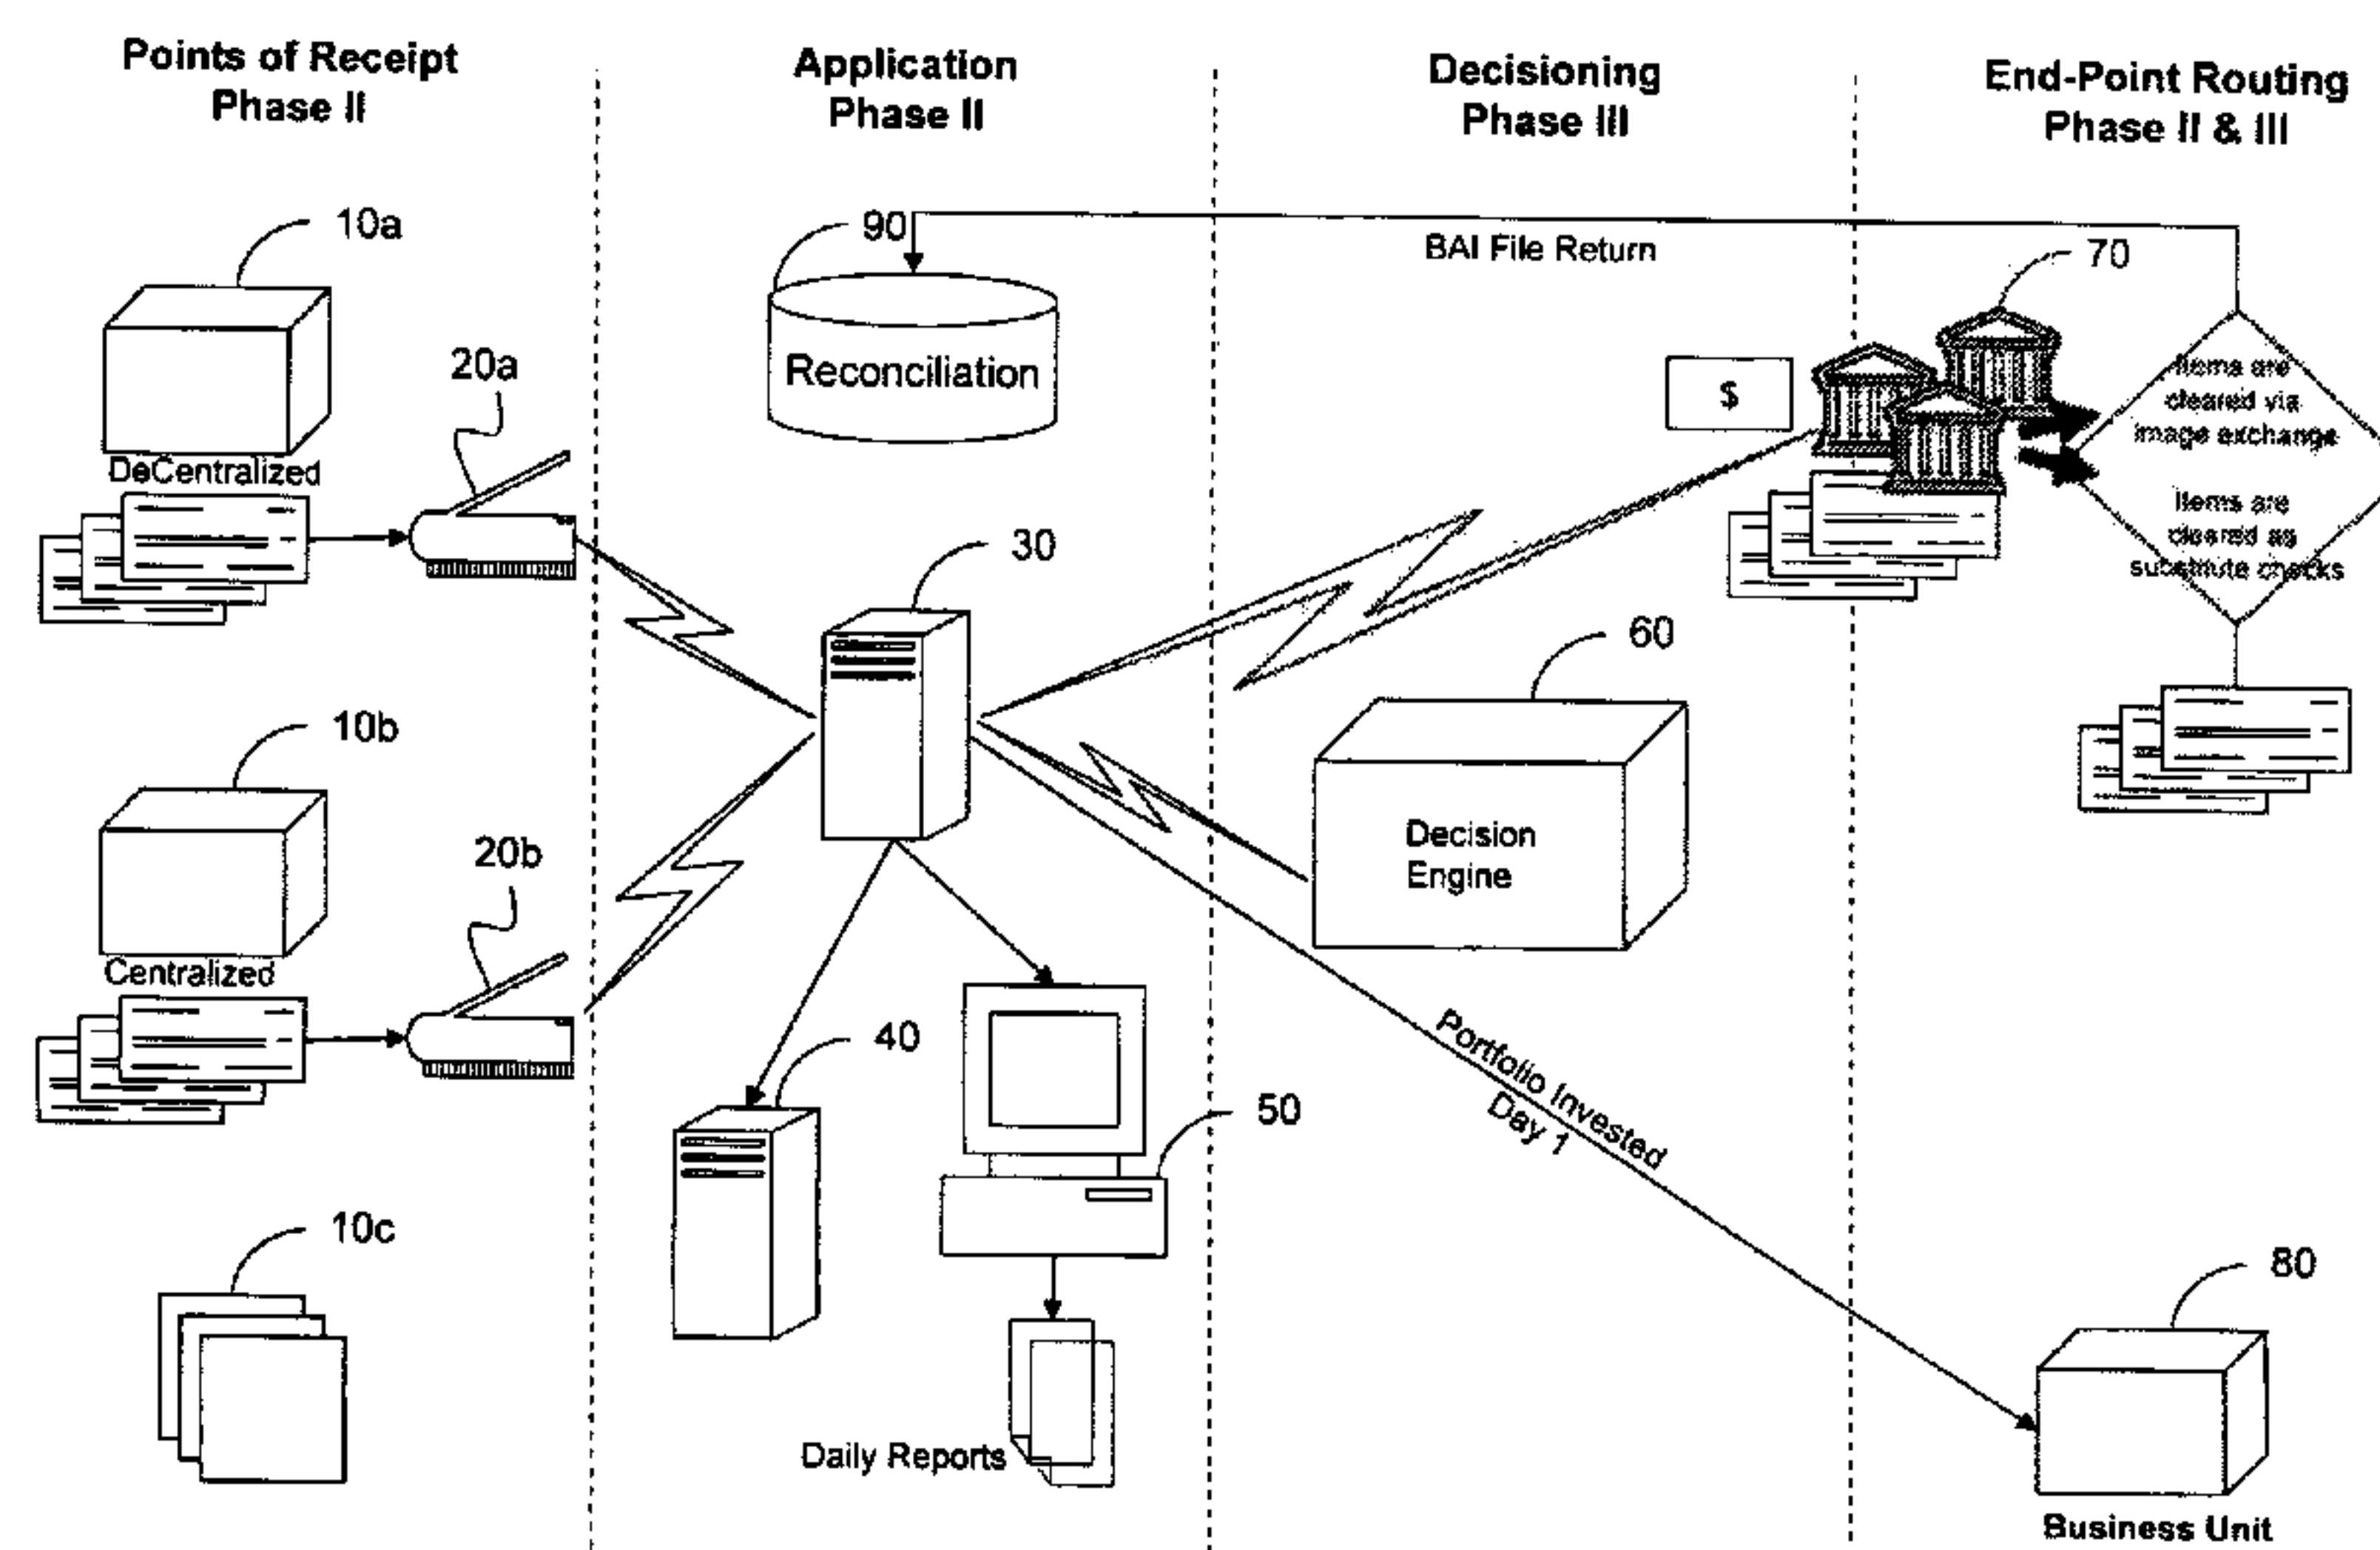 Points of Receipt
Phase II
Application
Phase II
Decisioning
Phase III
End-Point Routing
Phase II & III
10a
DeCentralized
20a
10b
Centralized
20b
10c
90
Reconciliation
30
40
50
Daily Reports
BAI File Return
$
60
Decision
Engine
Portfolio Invested
Day 1
70
Items are
cleared via
image exchange
Items are
cleared as
substitute checks
80
Business Unit